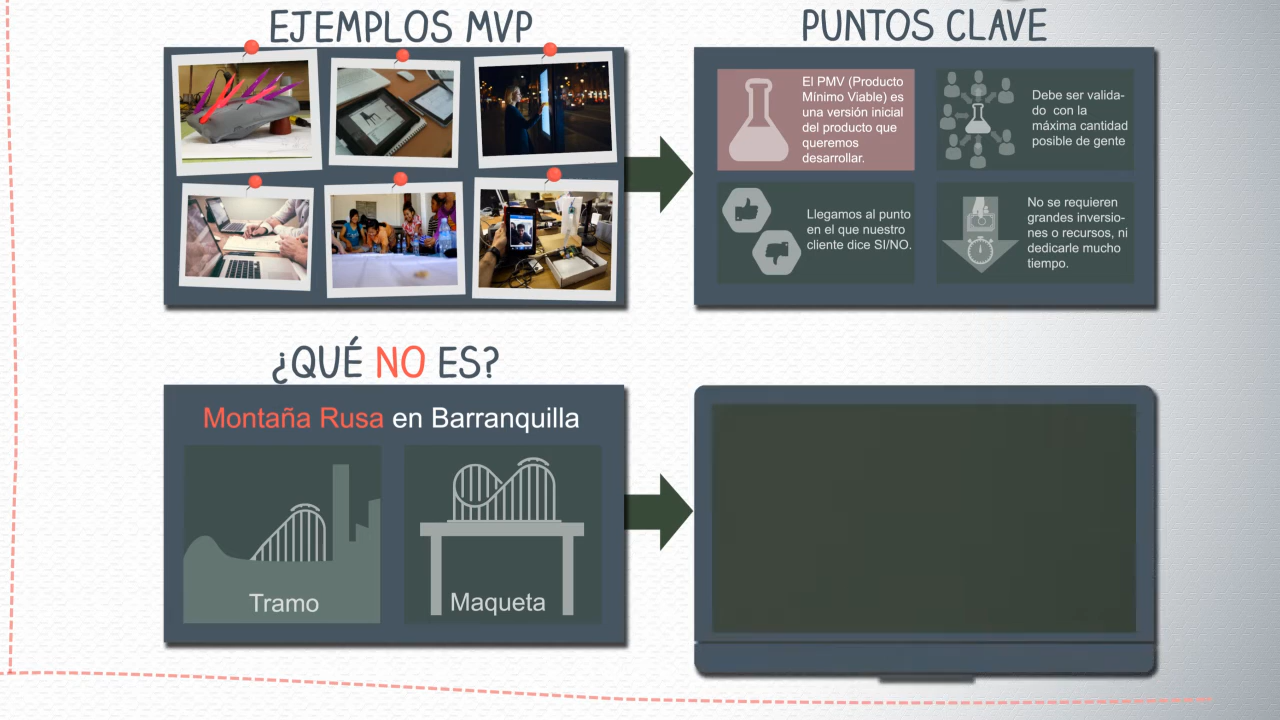 EJEMPLOS MVP
PUNTOS CLAVE
El PMV (Producto
Mínimo Viable) es
una versión inicial
del producto que
queremos
desarrollar.
Debe ser valida-
do con la
máxima cantidad
posible de gente
Llegamos al punto
en el que nuestro
cliente dice SI/NO.
No se requieren
grandes inversio-
nes o recursos, ni
dedicarle mucho
tiempo.
¿QUÉ NO ES?
Montaña Rusa en Barranquilla
Tramo
Maqueta